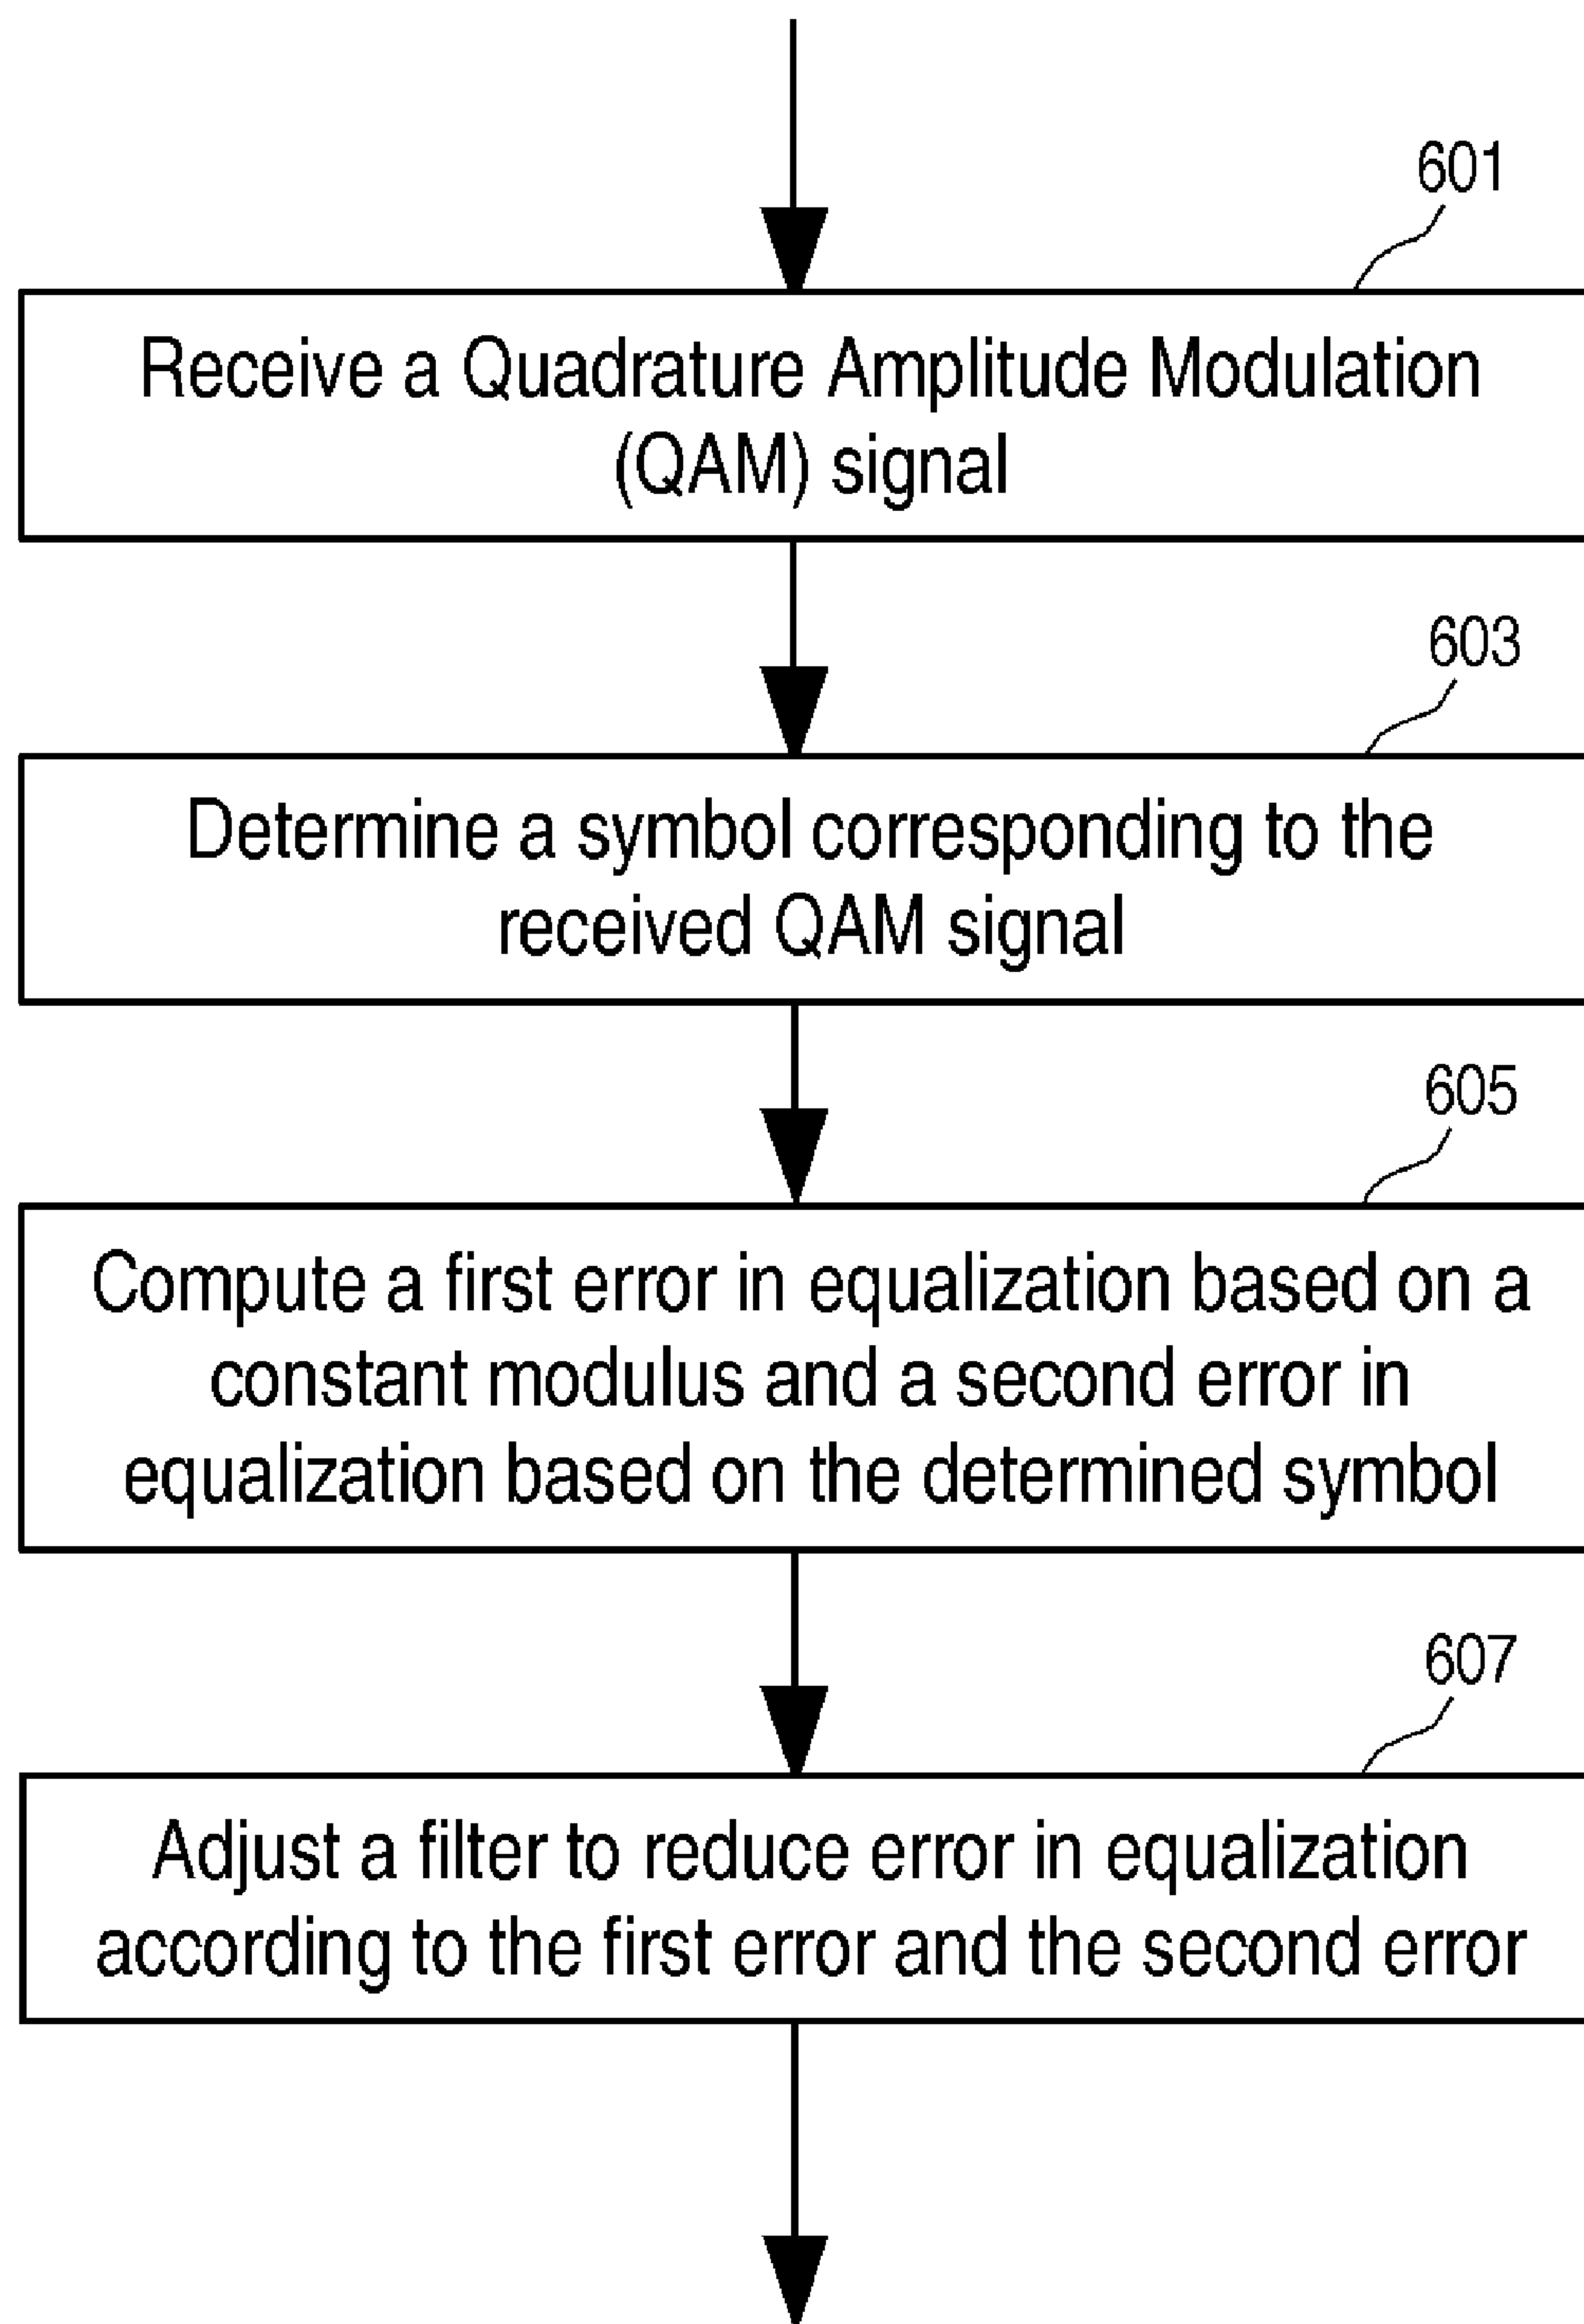 601
Receive a Quadrature Amplitude Modulation
(QAM) signal
603
Determine a symbol corresponding to the
received QAM signal
605
Compute a first error in equalization based on a
constant modulus and a second error in
equalization based on the determined symbol
607
Adjust a filter to reduce error in equalization
according to the first error and the second error